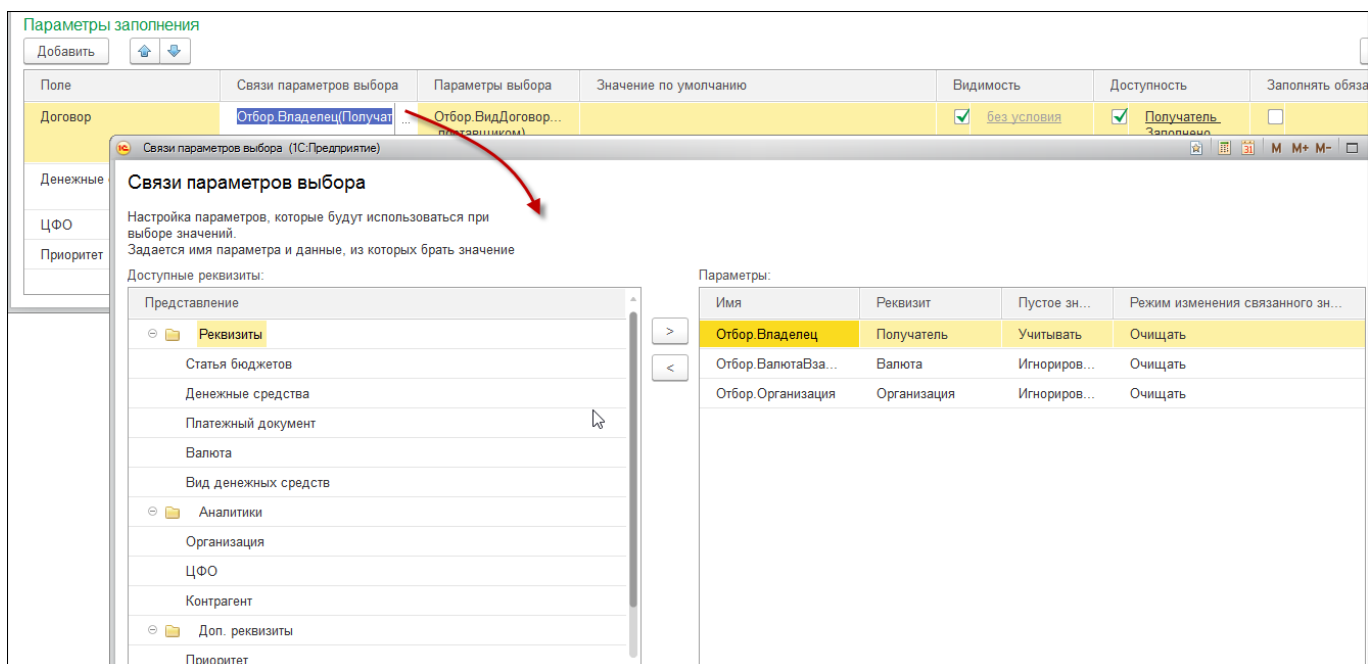 Параметры заполнения
Добавить
Поле Связи параметров выбора Параметры выбора Значение по умолчанию Видимость Доступность Заполнять обяза
Договор Отбор.Владелец(Получат ... Отбор.ВидДоговор... без условия Получатель
поставщиком) Заполнено
Связи параметров выбора (1С:Предприятие) 31 M M+ M-
Денежные
ЦФО
Приоритет
Связи параметров выбора
Настройка параметров, которые будут использоваться при
выборе значений.
Задается имя параметра и данные, из которых брать значение
Доступные реквизиты:
Представление
Реквизиты
Статья бюджетов
Денежные средства
Платежный документ
Валюта
Вид денежных средств
Аналитики
Организация
ЦФО
Контрагент
Доп. реквизиты
Приоритет
>
<
Параметры:
Имя Реквизит Пустое зн... Режим изменения связанного зн...
Отбор.Владелец Получатель Учитывать Очищать
Отбор.ВалютаВза... Валюта Игнориров... Очищать
Отбор.Организация Организация Игнориров... Очищать